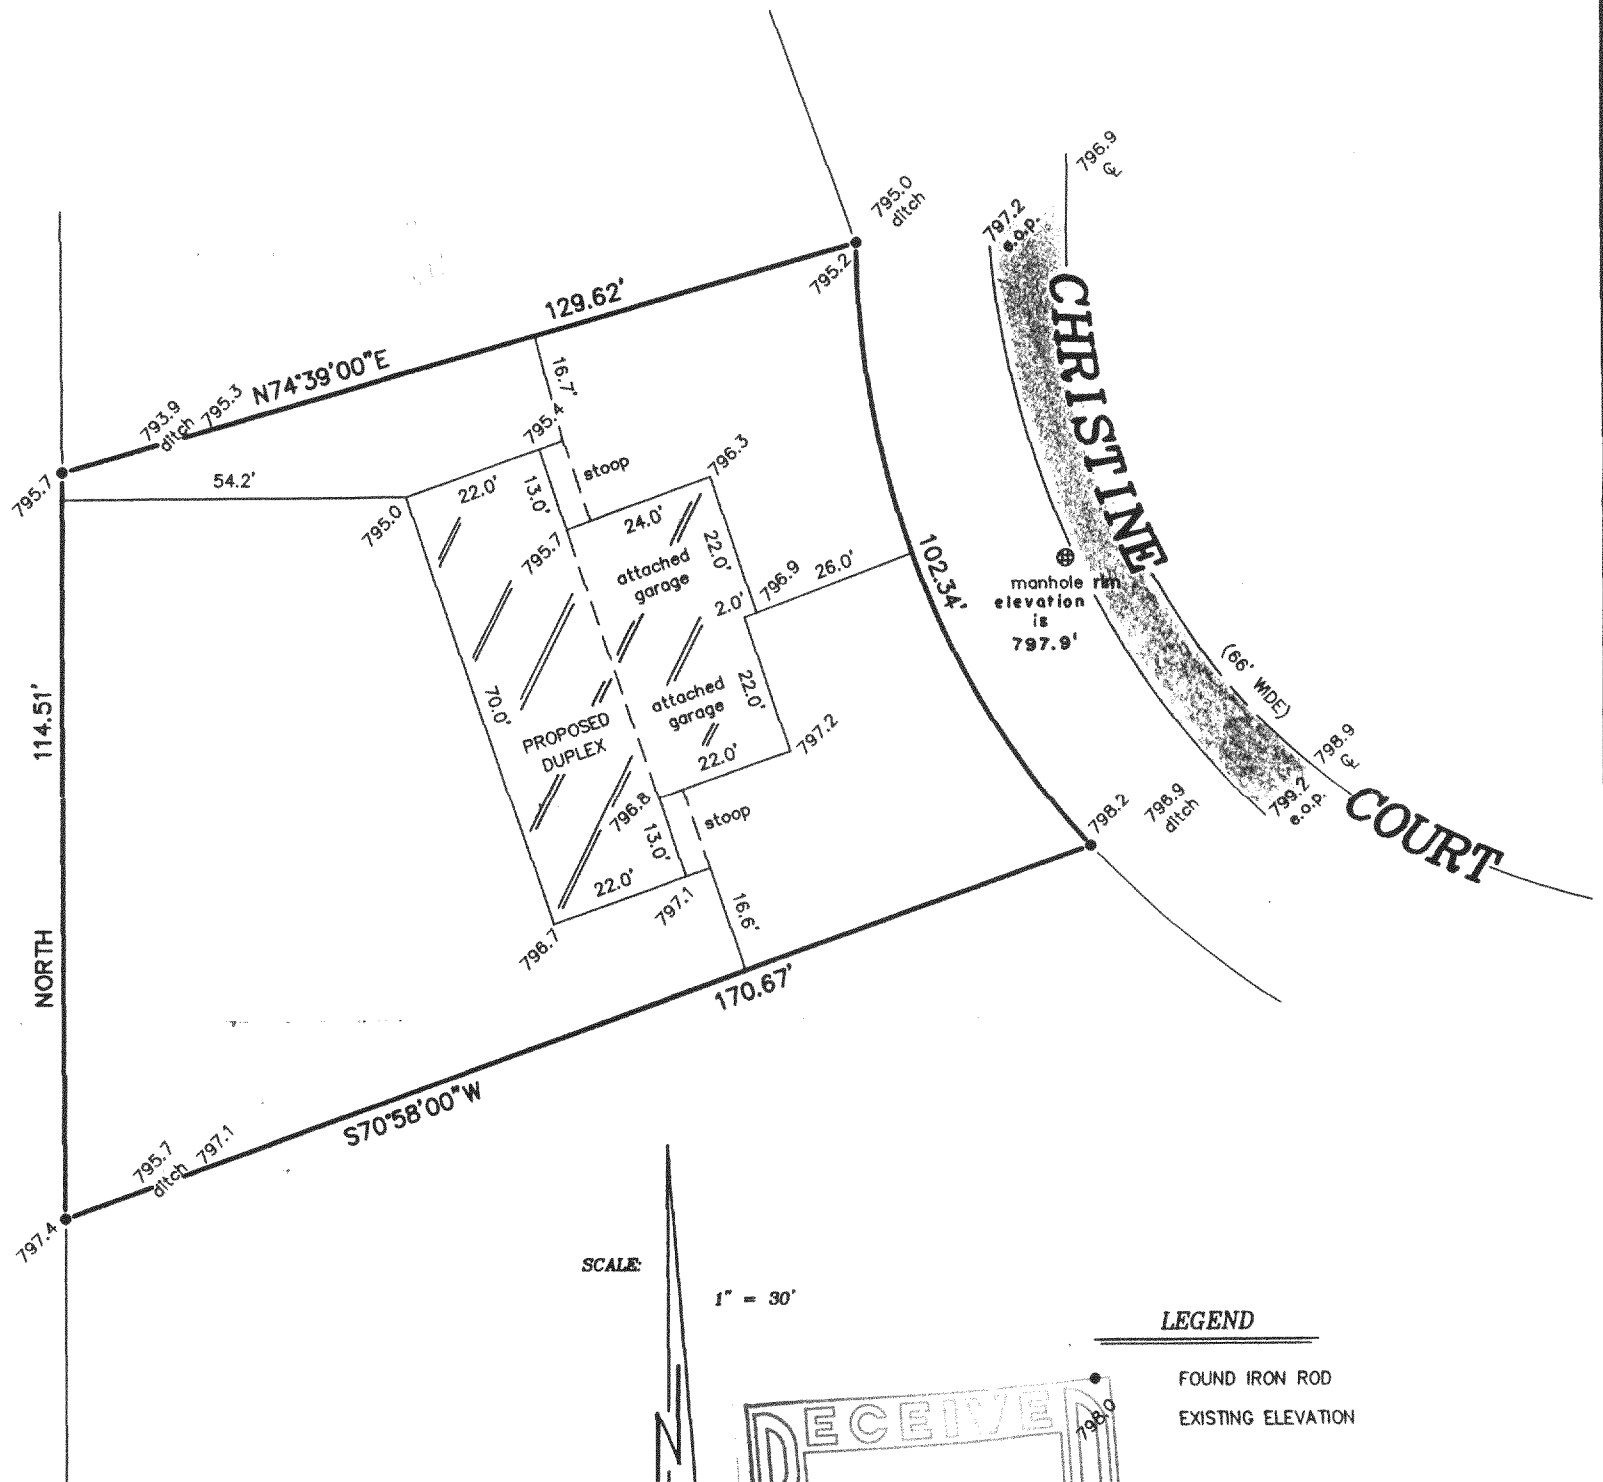 796.9
℄
795.0
ditch
797.2
e.o.p.
795.2
CHRISTINE
129.62'
N74°39'00"E
16.7'
793.9
ditch
795.3
795.4
795.7
54.2'
795.0
22.0'
13.0'
stoop
796.3
24.0'
795.7
attached
garage
22.0'
2.0'
796.9
26.0'
102.34'
manhole rim
elevation
is
797.9'
(66' WIDE)
114.51'
NORTH
70.0'
PROPOSED
DUPLEX
attached
garage
22.0'
22.0'
797.2
796.8
13.0'
stoop
22.0'
797.1
796.7
16.6'
798.2
796.9
ditch
798.9
℄
799.2
e.o.p.
COURT
170.67'
S70°58'00"W
795.7
ditch
797.1
797.4
SCALE:
1" = 30'
N
LEGEND
FOUND IRON ROD
798.0
EXISTING ELEVATION
DECEIVED